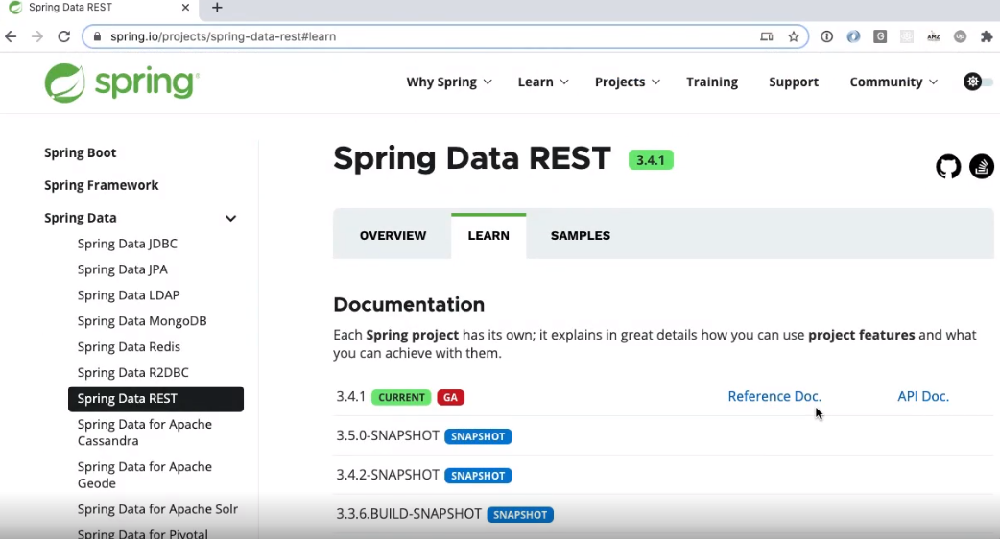 Spring Data REST
spring.io/projects/spring-data-rest#learn
G
AMZ
spring
Why Spring
Learn
Projects
Training
Support
Community
Spring Boot
Spring Framework
Spring Data
Spring Data JDBC
Spring Data JPA
Spring Data LDAP
Spring Data MongoDB
Spring Data Redis
Spring Data R2DBC
Spring Data REST
Spring Data for Apache
Cassandra
Spring Data for Apache
Geode
Spring Data for Apache Solr
Spring Data for Pivotal
Spring Data REST 3.4.1
OVERVIEW LEARN SAMPLES
Documentation
Each Spring project has its own; it explains in great details how you can use project features and what
you can achieve with them.
3.4.1 CURRENT GA Reference Doc. API Doc.
3.5.0-SNAPSHOT SNAPSHOT
3.4.2-SNAPSHOT SNAPSHOT
3.3.6.BUILD-SNAPSHOT SNAPSHOT